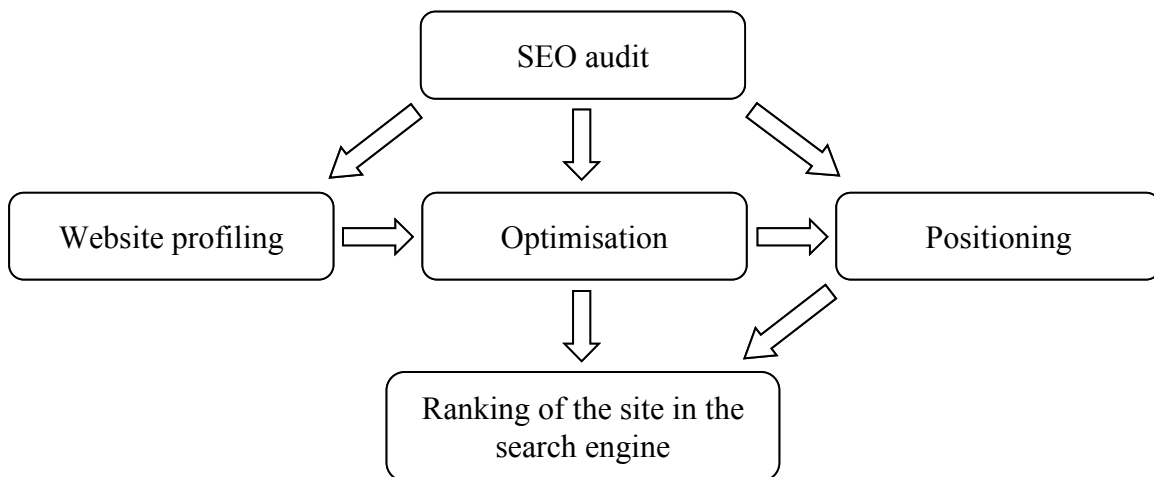 SEO audit
Website profiling
Optimisation
Positioning
Ranking of the site in the
search engine